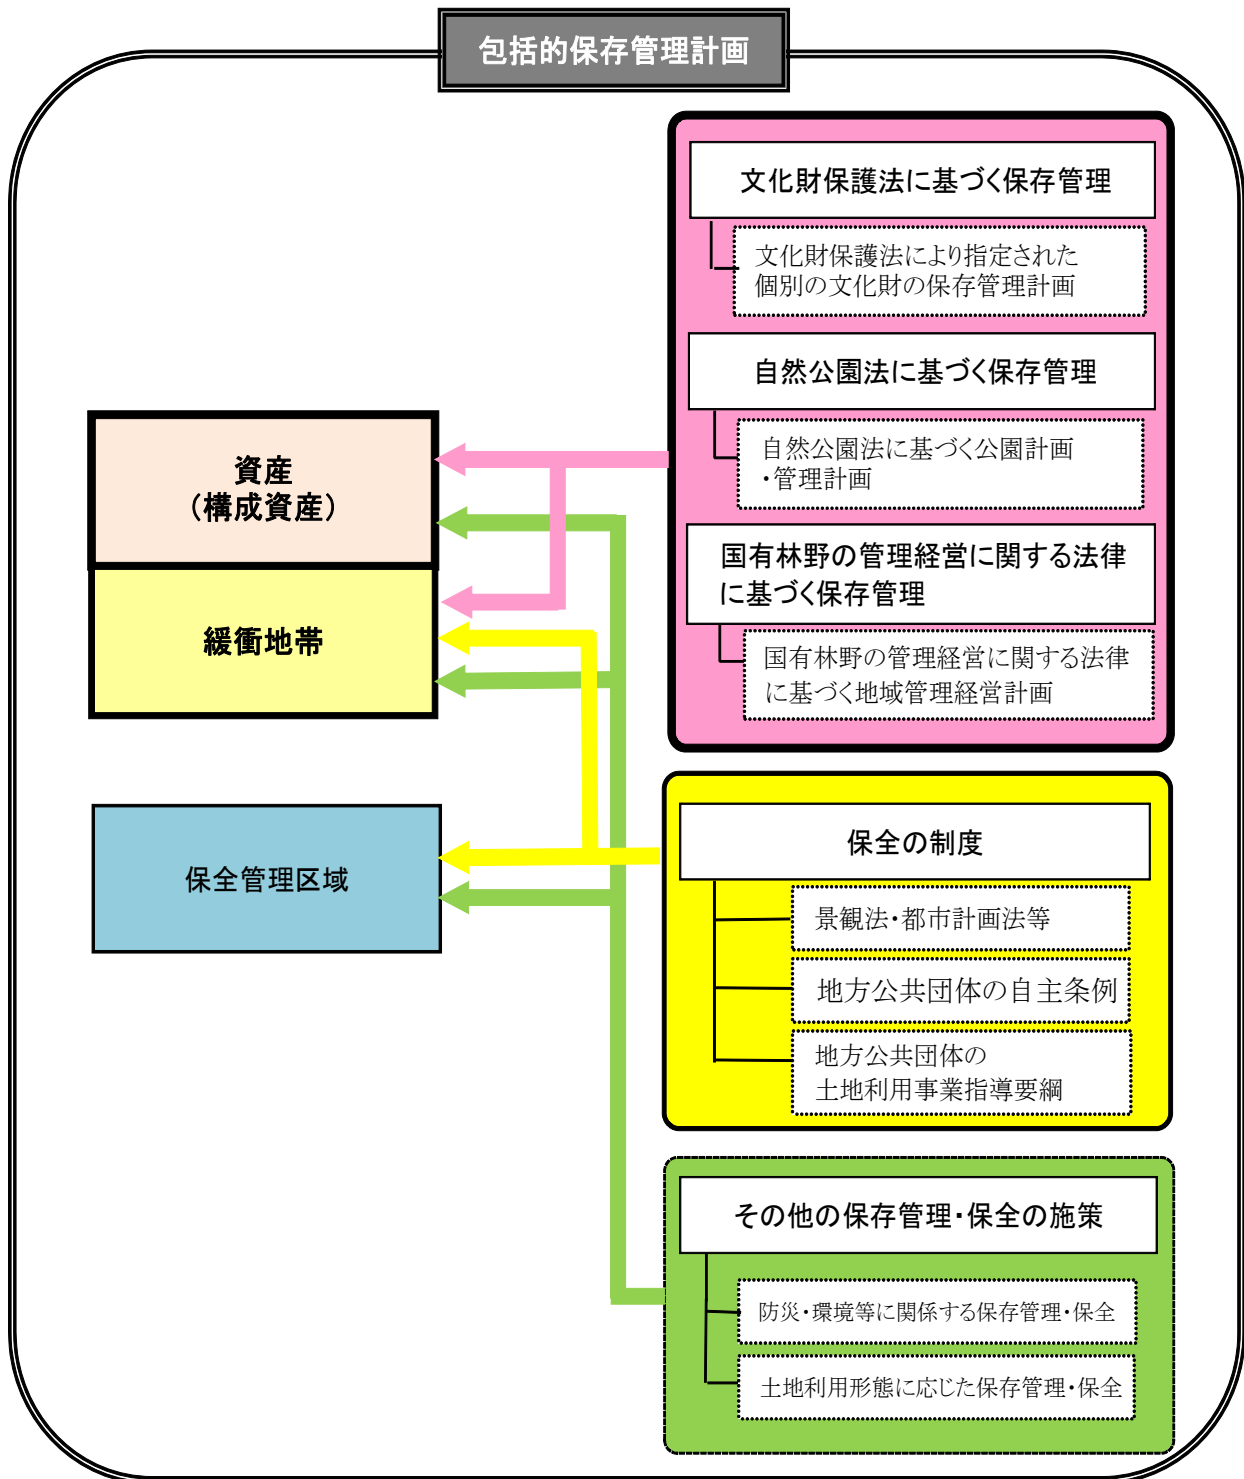 包括的保存管理計画
文化財保護法に基づく保存管理
文化財保護法により指定された
個別の文化財の保存管理計画
自然公園法に基づく保存管理
自然公園法に基づく公園計画
・管理計画
国有林野の管理経営に関する法律
に基づく保存管理
国有林野の管理経営に関する法律
に基づく地域管理経営計画
資産
（構成資産）
緩衝地帯
保全管理区域
保全の制度
景観法・都市計画法等
地方公共団体の自主条例
地方公共団体の
土地利用事業指導要綱
その他の保存管理・保全の施策
防災・環境等に関係する保存管理・保全
土地利用形態に応じた保存管理・保全